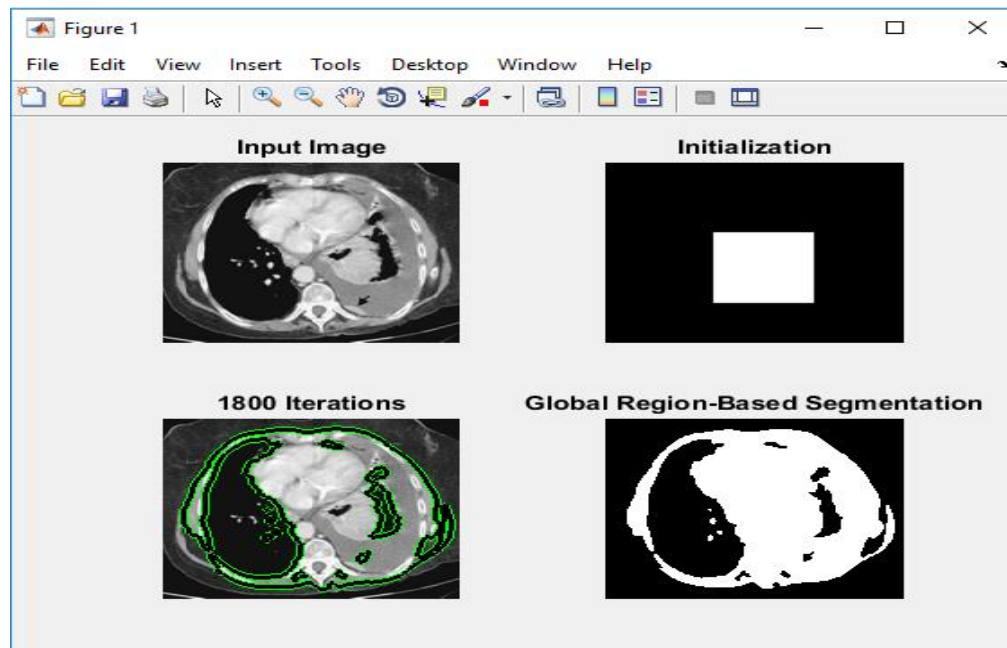 Figure 1
File Edit View Insert Tools Desktop Window Help
Input Image
Initialization
1800 Iterations
Global Region-Based Segmentation